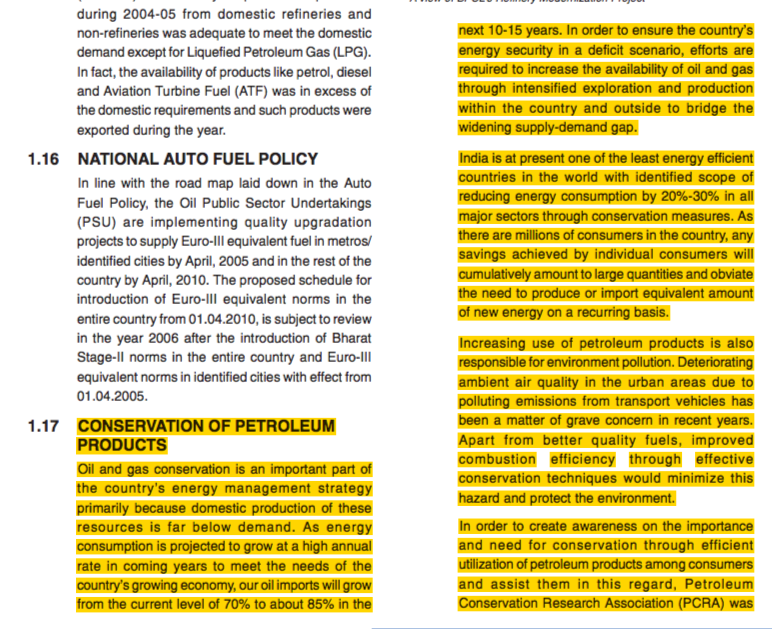 during 2004-05 from domestic refineries and
non-refineries was adequate to meet the domestic
demand except for Liquefied Petroleum Gas (LPG).
In fact, the availability of products like petrol, diesel
and Aviation Turbine Fuel (ATF) was in excess of
the domestic requirements and such products were
exported during the year.
1.16 NATIONAL AUTO FUEL POLICY
In line with the road map laid down in the Auto
Fuel Policy, the Oil Public Sector Undertakings
(PSU) are implementing quality upgradation
projects to supply Euro-III equivalent fuel in metros/
identified cities by April, 2005 and in the rest of the
country by April, 2010. The proposed schedule for
introduction of Euro-III equivalent norms in the
entire country from 01.04.2010, is subject to review
in the year 2006 after the introduction of Bharat
Stage-II norms in the entire country and Euro-III
equivalent norms in identified cities with effect from
01.04.2005.
1.17 CONSERVATION OF PETROLEUM
PRODUCTS
Oil and gas conservation is an important part of
the country's energy management strategy
primarily because domestic production of these
resources is far below demand. As energy
consumption is projected to grow at a high annual
rate in coming years to meet the needs of the
country's growing economy, our oil imports will grow
from the current level of 70% to about 85% in the
next 10-15 years. In order to ensure the country's
energy security in a deficit scenario, efforts are
required to increase the availability of oil and gas
through intensified exploration and production
within the country and outside to bridge the
widening supply-demand gap.
India is at present one of the least energy efficient
countries in the world with identified scope of
reducing energy consumption by 20%-30% in all
major sectors through conservation measures. As
there are millions of consumers in the country, any
savings achieved by individual consumers will
cumulatively amount to large quantities and obviate
the need to produce or import equivalent amount
of new energy on a recurring basis.
Increasing use of petroleum products is also
responsible for environment pollution. Deteriorating
ambient air quality in the urban areas due to
polluting emissions from transport vehicles has
been a matter of grave concern in recent years.
Apart from better quality fuels, improved
combustion efficiency through effective
conservation techniques would minimize this
hazard and protect the environment.
In order to create awareness on the importance
and need for conservation through efficient
utilization of petroleum products among consumers
and assist them in this regard, Petroleum
Conservation Research Association (PCRA) was